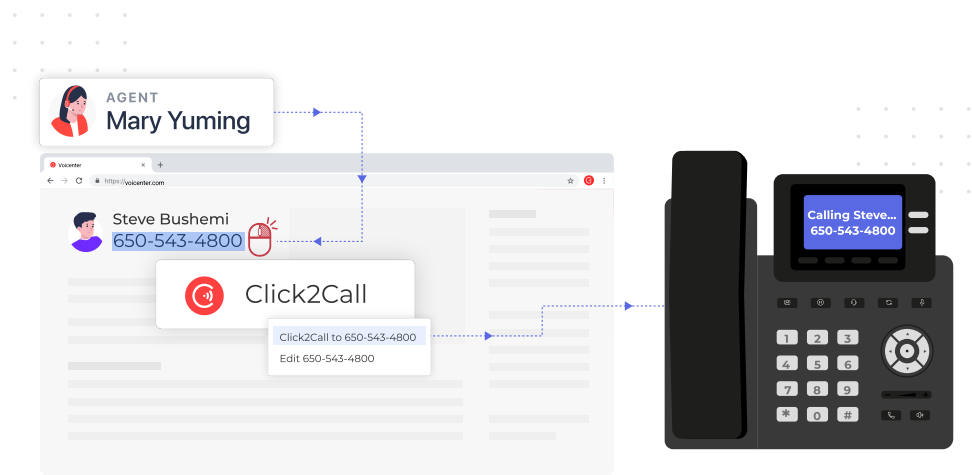 AGENT
Mary Yuming
Voicenter
https://voicenter.com
Steve Bushemi
650-543-4800
Click2Call
Click2Call to 650-543-4800
Edit 650-543-4800
Calling Steve...
650-543-4800
1 2 3
4 5 6
7 8 9
* 0 #